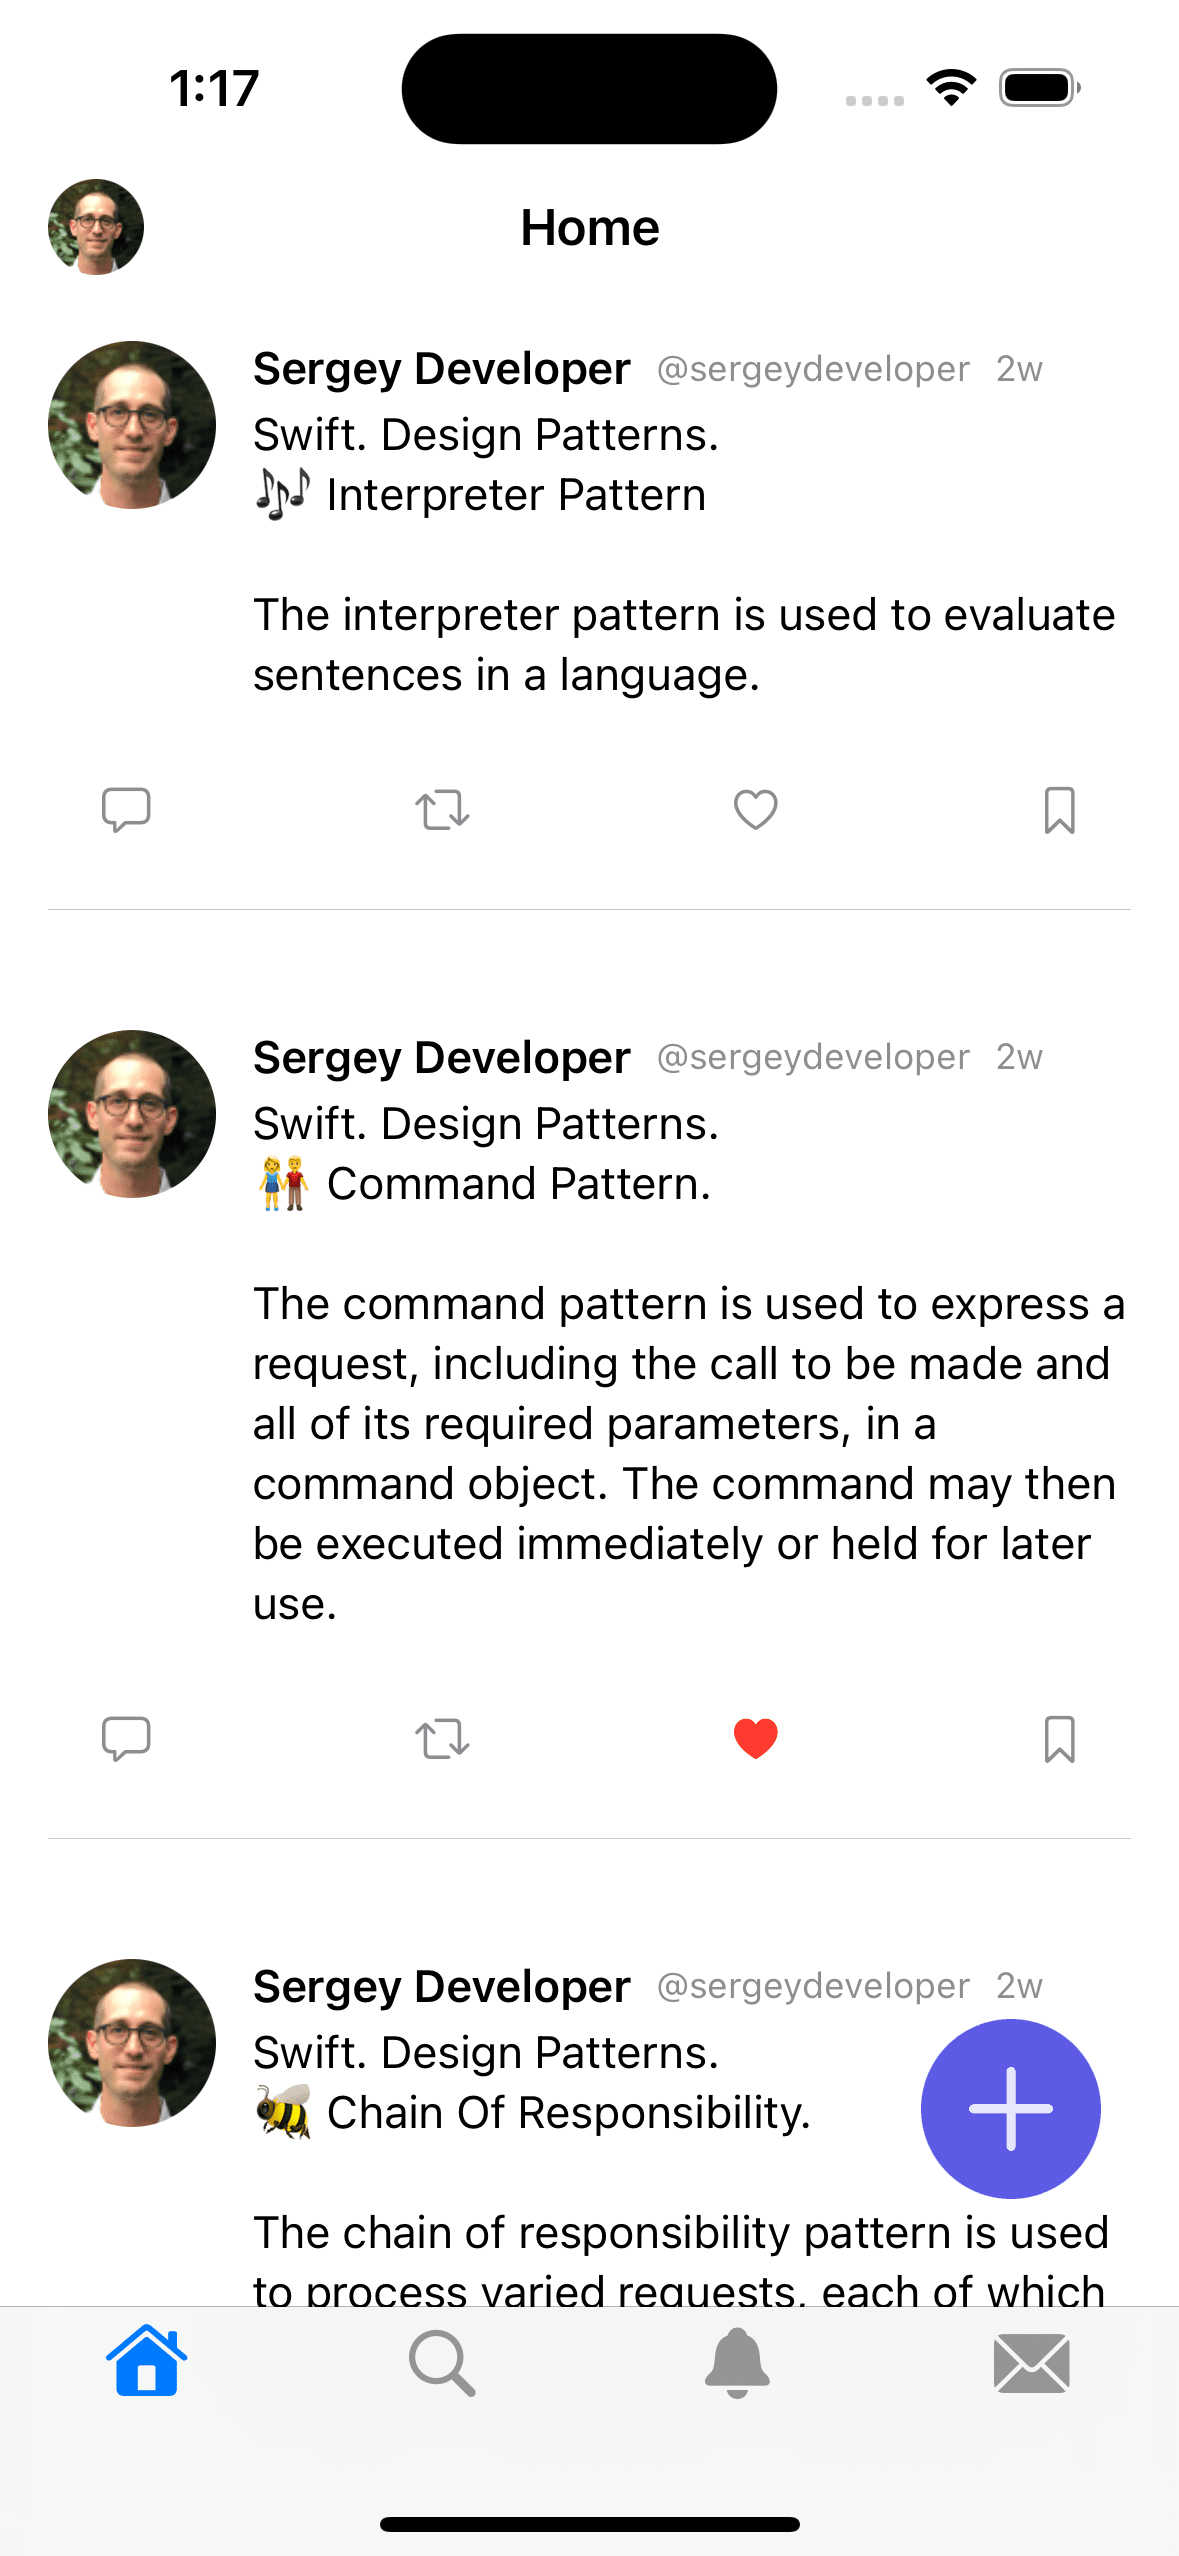 1:17
Home
Sergey Developer @sergeydeveloper 2w
Swift. Design Patterns.
🎶 Interpreter Pattern
The interpreter pattern is used to evaluate
sentences in a language.
Sergey Developer @sergeydeveloper 2w
Swift. Design Patterns.
👫 Command Pattern.
The command pattern is used to express a
request, including the call to be made and
all of its required parameters, in a
command object. The command may then
be executed immediately or held for later
use.
Sergey Developer @sergeydeveloper 2w
Swift. Design Patterns.
🐝 Chain Of Responsibility.
The chain of responsibility pattern is used
to process varied requests, each of which